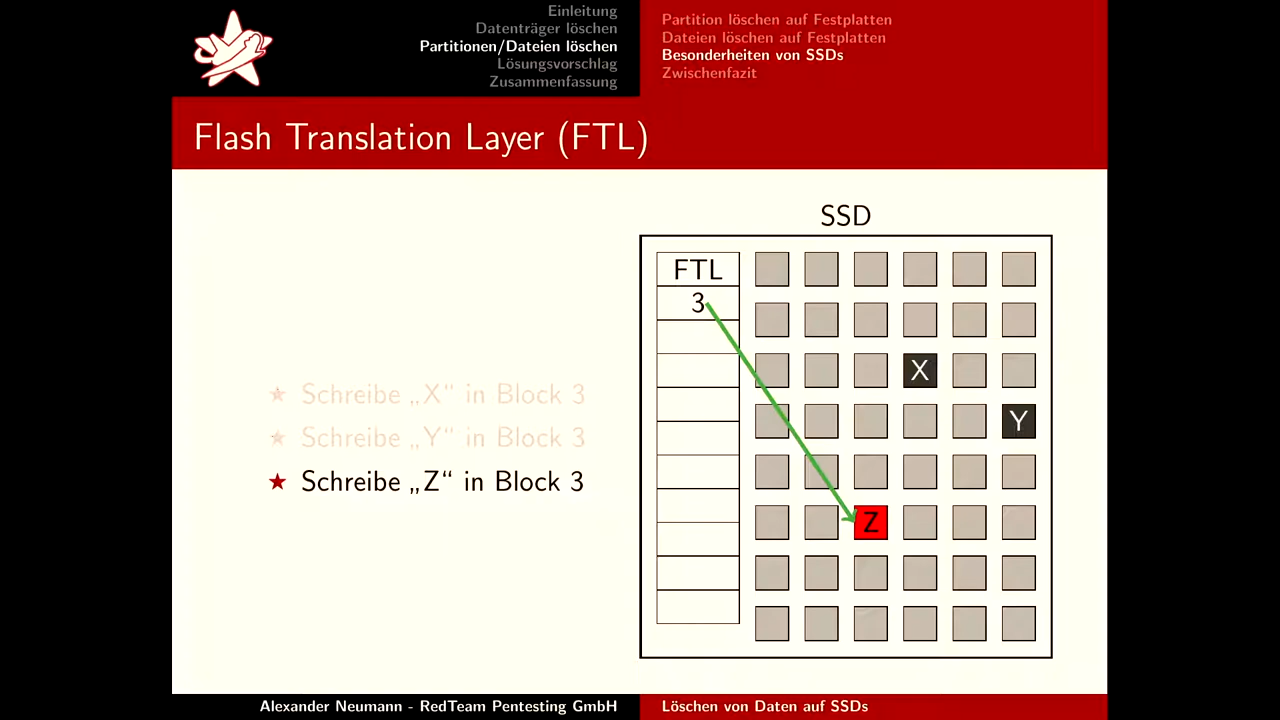 Einleitung
Datenträger löschen
Partitionen/Dateien löschen
Lösungsvorschlag
Zusammenfassung
Partition löschen auf Festplatten
Dateien löschen auf Festplatten
Besonderheiten von SSDs
Zwischenfazit
Flash Translation Layer (FTL)
★ Schreibe „X“ in Block 3
★ Schreibe „Y“ in Block 3
★ Schreibe „Z“ in Block 3
SSD
FTL
3
X
Y
Z
Alexander Neumann - RedTeam Pentesting GmbH
Löschen von Daten auf SSDs